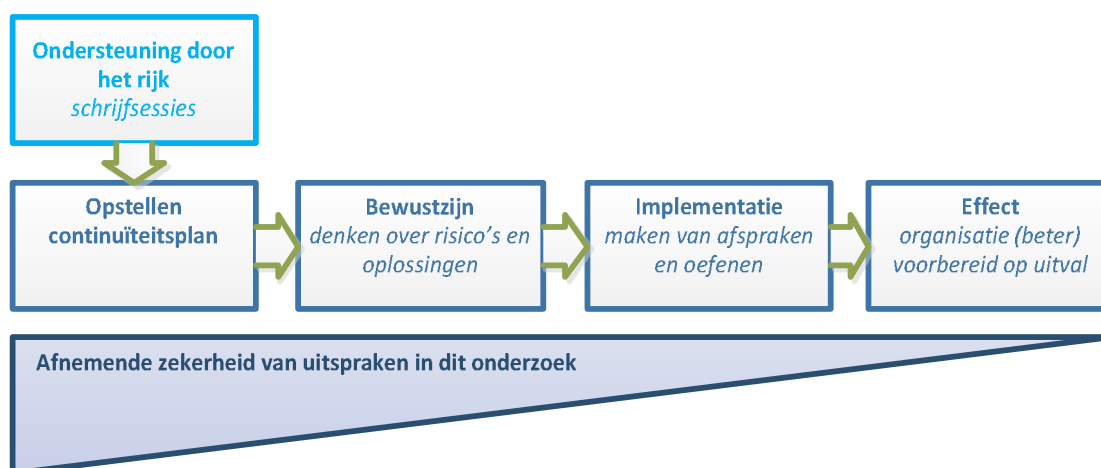 Ondersteuning door
het rijk
schrijfsessies
Opstellen
continuïteitsplan
Bewustzijn
denken over risico's en
oplossingen
Implementatie
maken van afspraken
en oefenen
Effect
organisatie (beter)
voorbereid op uitval
Afnemende zekerheid van uitspraken in dit onderzoek